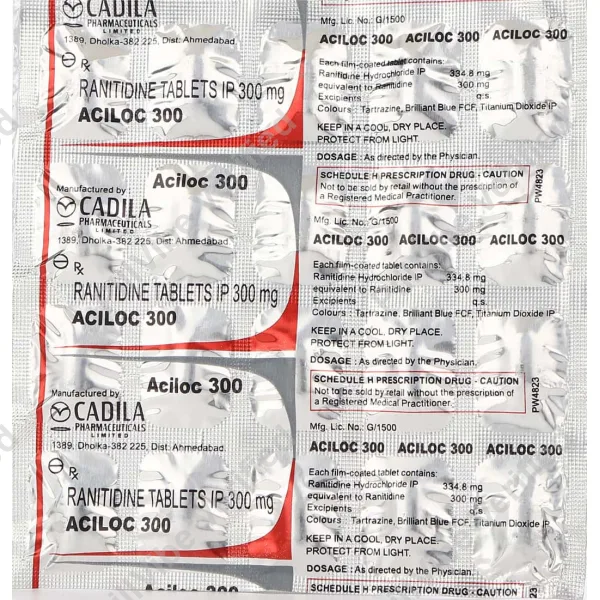 CADILA
PHARMACEUTICALS
LIMITED
1389, Dholka-382 225, Dist: Ahmedabad
Rx
RANITIDINE TABLETS IP 300 mg
ACILOC 300
Aciloc 300
Manufactured by :
CADILA
PHARMACEUTICALS
LIMITED
1389, Dholka-382 225, Dist: Ahmedabad
Rx
RANITIDINE TABLETS IP 300 mg
ACILOC 300
Aciloc 300
Manufactured by :
CADILA
PHARMACEUTICALS
LIMITED
1389, Dholka-382 225, Dist: Ahmedabad
Rx
RANITIDINE TABLETS IP 300 mg
ACILOC 300
Aciloc 300
Mfg. Lic. No.: G/1500
ACILOC 300 ACILOC 300 ACILOC 300
Each film-coated tablet contains:
Ranitidine Hydrochloride IP 334.8 mg
equivalent to Ranitidine 300 mg
Excipients q.s.
Colours : Tartrazine, Brilliant Blue FCF, Titanium Dioxide IP
KEEP IN A COOL, DRY PLACE.
PROTECT FROM LIGHT.
DOSAGE : As directed by the Physician.
SCHEDULE H PRESCRIPTION DRUG - CAUTION
Not to be sold by retail without the prescription of
a Registered Medical Practitioner.
PW4823
Mfg. Lic. No.: G/1500
ACILOC 300 ACILOC 300 ACILOC 300
Each film-coated tablet contains:
Ranitidine Hydrochloride IP 334.8 mg
equivalent to Ranitidine 300 mg
Excipients q.s.
Colours : Tartrazine, Brilliant Blue FCF, Titanium Dioxide IP
KEEP IN A COOL, DRY PLACE.
PROTECT FROM LIGHT.
DOSAGE : As directed by the Physician.
SCHEDULE H PRESCRIPTION DRUG - CAUTION
Not to be sold by retail without the prescription of
a Registered Medical Practitioner.
PW4823
Mfg. Lic. No.: G/1500
ACILOC 300 ACILOC 300 ACILOC 300
Each film-coated tablet contains:
Ranitidine Hydrochloride IP 334.8 mg
equivalent to Ranitidine 300 mg
Excipients q.s.
Colours : Tartrazine, Brilliant Blue FCF, Titanium Dioxide IP
KEEP IN A COOL, DRY PLACE.
PROTECT FROM LIGHT.
DOSAGE : As directed by the Physician.
SCHEDULE H PRESCRIPTION DRUG - CAUTION